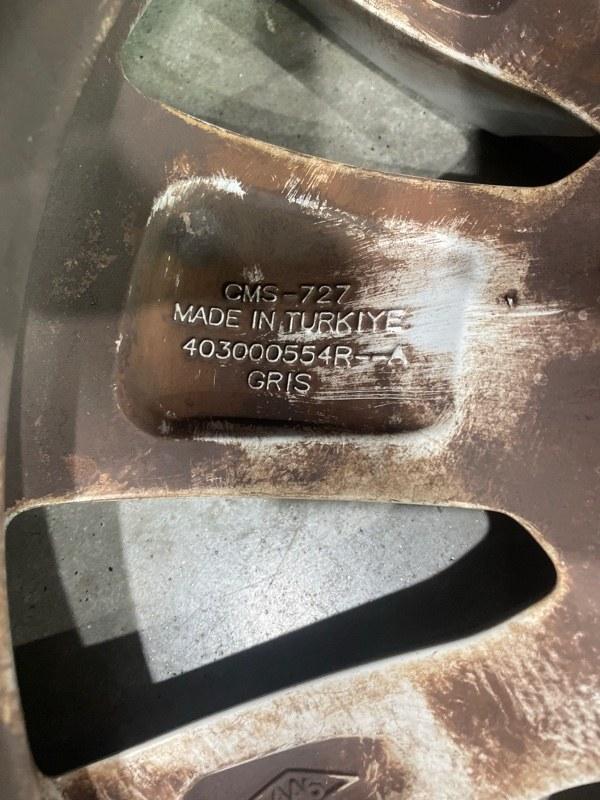 CMS-727
MADE IN TURKIYE
403000554R--A
GRIS